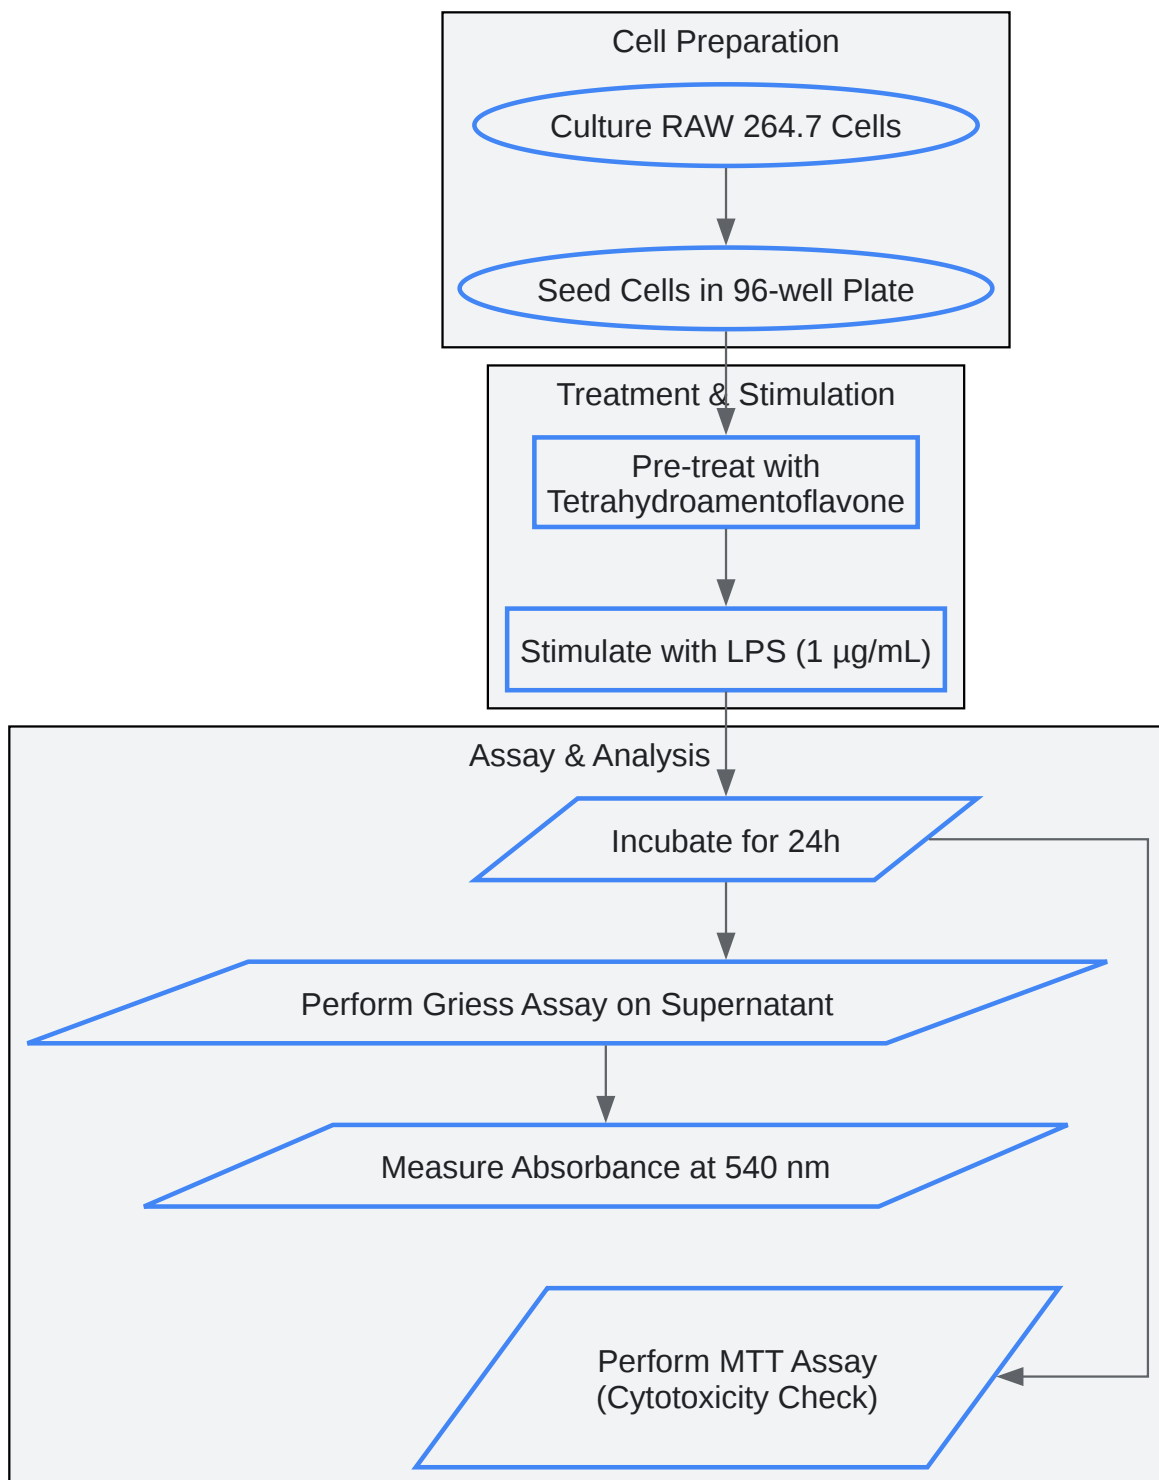 Cell Preparation
Culture RAW 264.7 Cells
Seed Cells in 96-well Plate
Treatment & Stimulation
Pre-treat with
Tetrahydroamentoflavone
Stimulate with LPS (1 µg/mL)
Assay & Analysis
Incubate for 24h
Perform Griess Assay on Supernatant
Measure Absorbance at 540 nm
Perform MTT Assay
(Cytotoxicity Check)